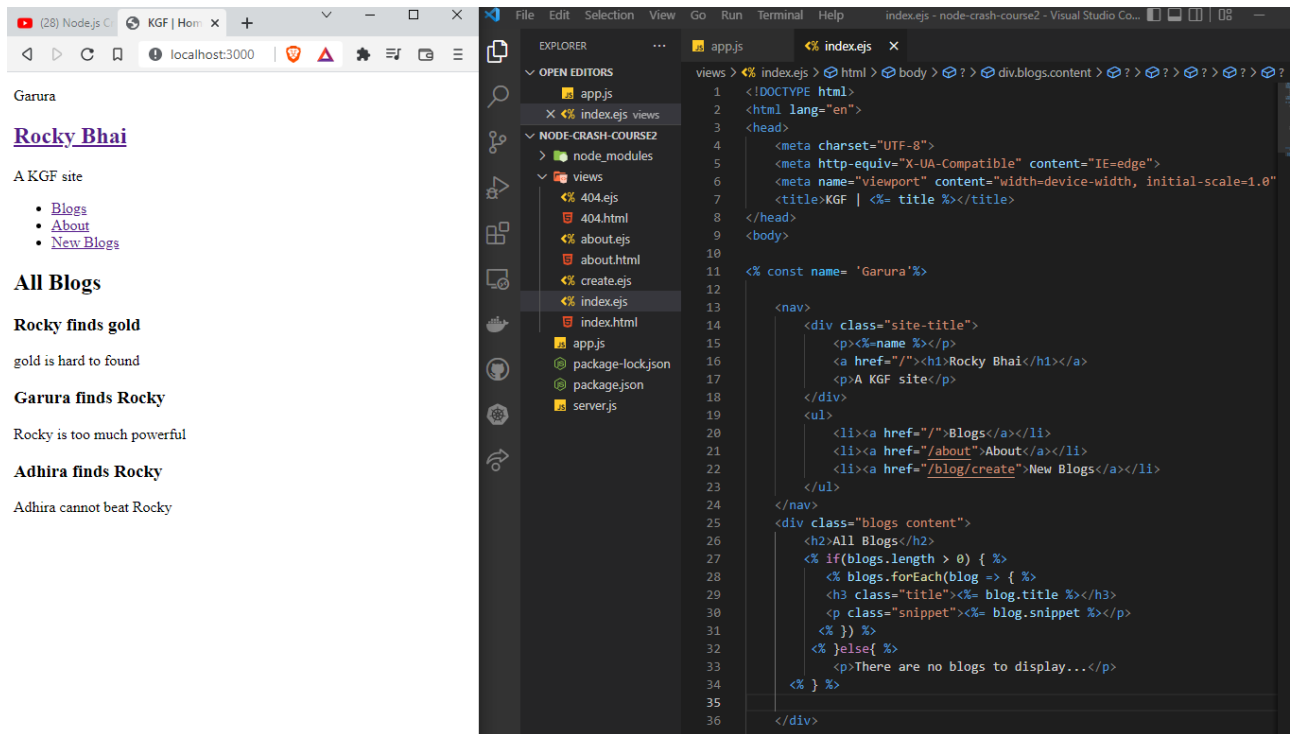 (28) Node.js C
KGF | Hom
localhost:3000
Garura
Rocky Bhai
A KGF site
Blogs
About
New Blogs
All Blogs
Rocky finds gold
gold is hard to found
Garura finds Rocky
Rocky is too much powerful
Adhira finds Rocky
Adhira cannot beat Rocky
File Edit Selection View Go Run Terminal Help index.ejs - node-crash-course2 - Visual Studio Co...
EXPLORER
OPEN EDITORS
app.js
index.ejs views
NODE-CRASH-COURSE2
node_modules
views
404.ejs
404.html
about.ejs
about.html
create.ejs
index.ejs
index.html
app.js
package-lock.json
package.json
server.js
app.js index.ejs
views > index.ejs > html > body > ? > div.blogs.content > ? > ? > ? > ? > ?
1 <!DOCTYPE html>
2 <html lang="en">
3 <head>
4 <meta charset="UTF-8">
5 <meta http-equiv="X-UA-Compatible" content="IE=edge">
6 <meta name="viewport" content="width=device-width, initial-scale=1.0"
7 <title>KGF | <%= title %></title>
8 </head>
9 <body>
10
11 <% const name= 'Garura'%>
12
13 <nav>
14 <div class="site-title">
15 <p><%=name %></p>
16 <a href="/"><h1>Rocky Bhai</h1></a>
17 <p>A KGF site</p>
18 </div>
19 <ul>
20 <li><a href="/">Blogs</a></li>
21 <li><a href="/about">About</a></li>
22 <li><a href="/blog/create">New Blogs</a></li>
23 </ul>
24 </nav>
25 <div class="blogs content">
26 <h2>All Blogs</h2>
27 <% if(blogs.length > 0) { %>
28 <% blogs.forEach(blog => { %>
29 <h3 class="title"><%= blog.title %></h3>
30 <p class="snippet"><%= blog.snippet %></p>
31 <% }) %>
32 <% }else{ %>
33 <p>There are no blogs to display...</p>
34 <% } %>
35
36 </div>